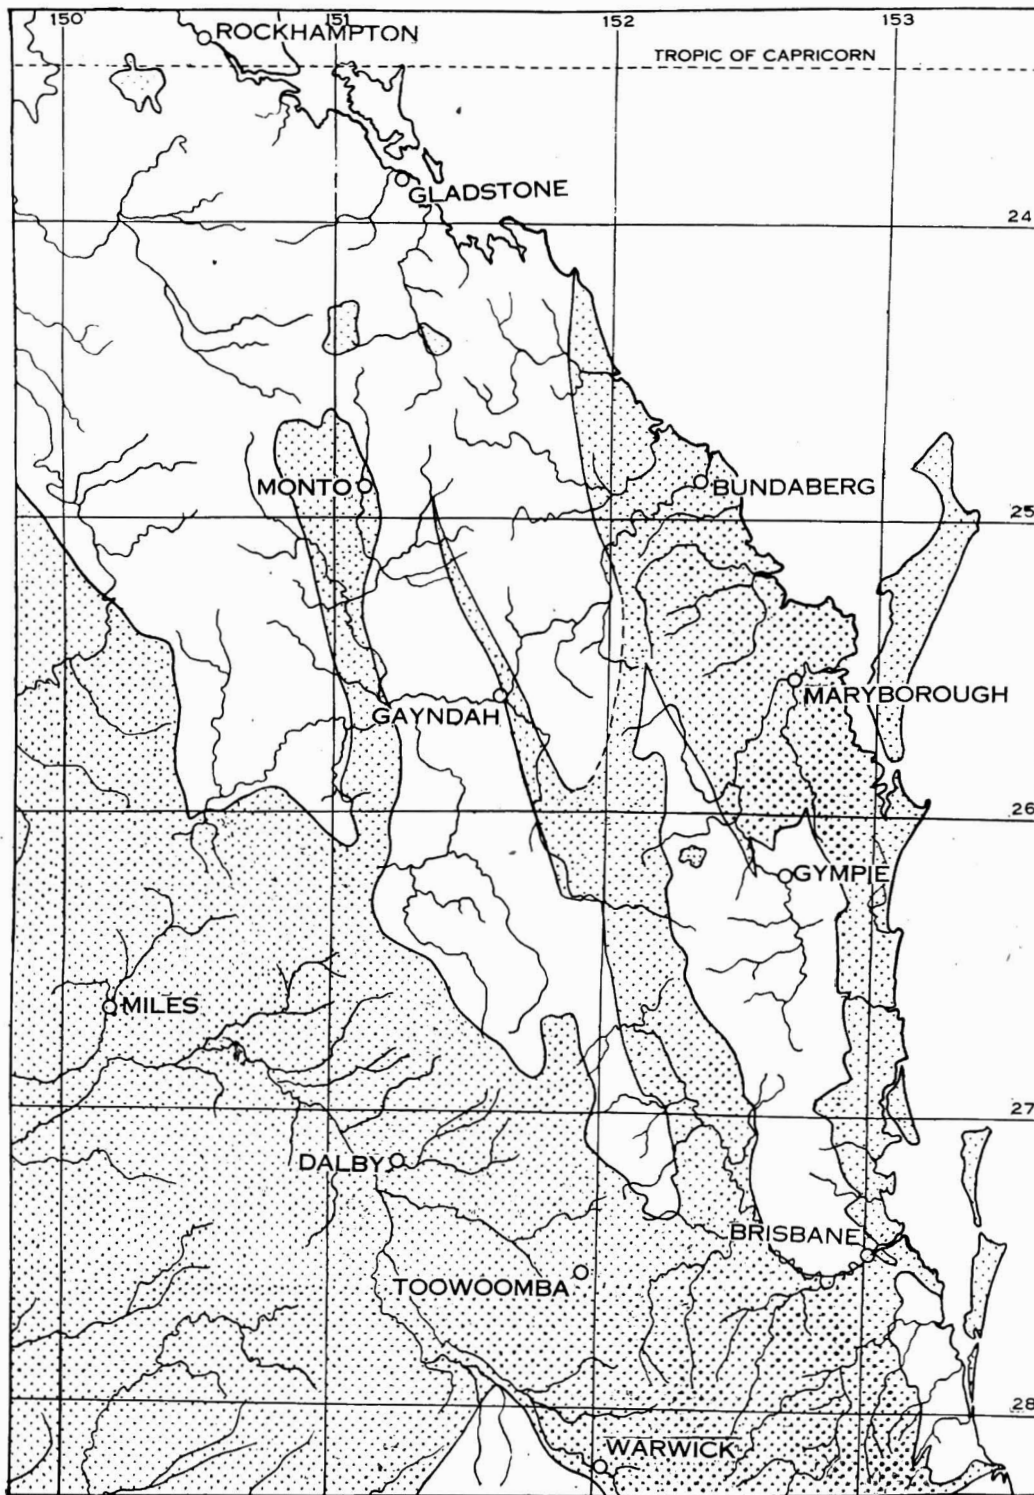 150 151 152 153
ROCKHAMPTON
TROPIC OF CAPRICORN
GLADSTONE
24
MONTO
BUNDABERG
25
MARYBOROUGH
GAYNDAH
26
GYMPIE
MILES
27
DALBY
BRISBANE
TOOWOOMBA
28
WARWICK